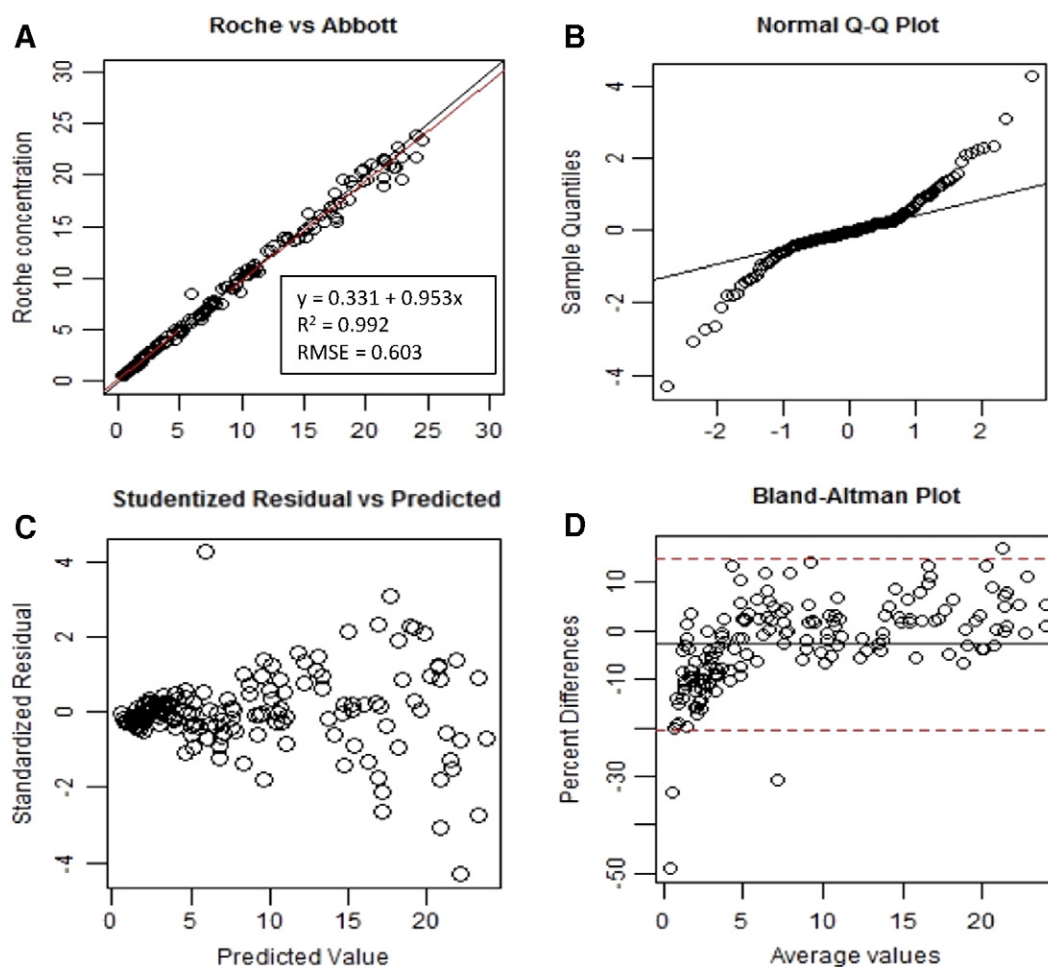 A
Roche vs Abbott
Roche concentration
30
25
20
15
10
5
0
y = 0.331 + 0.953x
R² = 0.992
RMSE = 0.603
0 5 10 15 20 25 30
B
Normal Q-Q Plot
Sample Quantiles
4
2
0
-2
-4
-2 -1 0 1 2
C
Studentized Residual vs Predicted
Standardized Residual
4
2
0
-2
-4
0 5 10 15 20
Predicted Value
D
Bland-Altman Plot
Percent Differences
10
0
-10
-30
-50
0 5 10 15 20
Average values